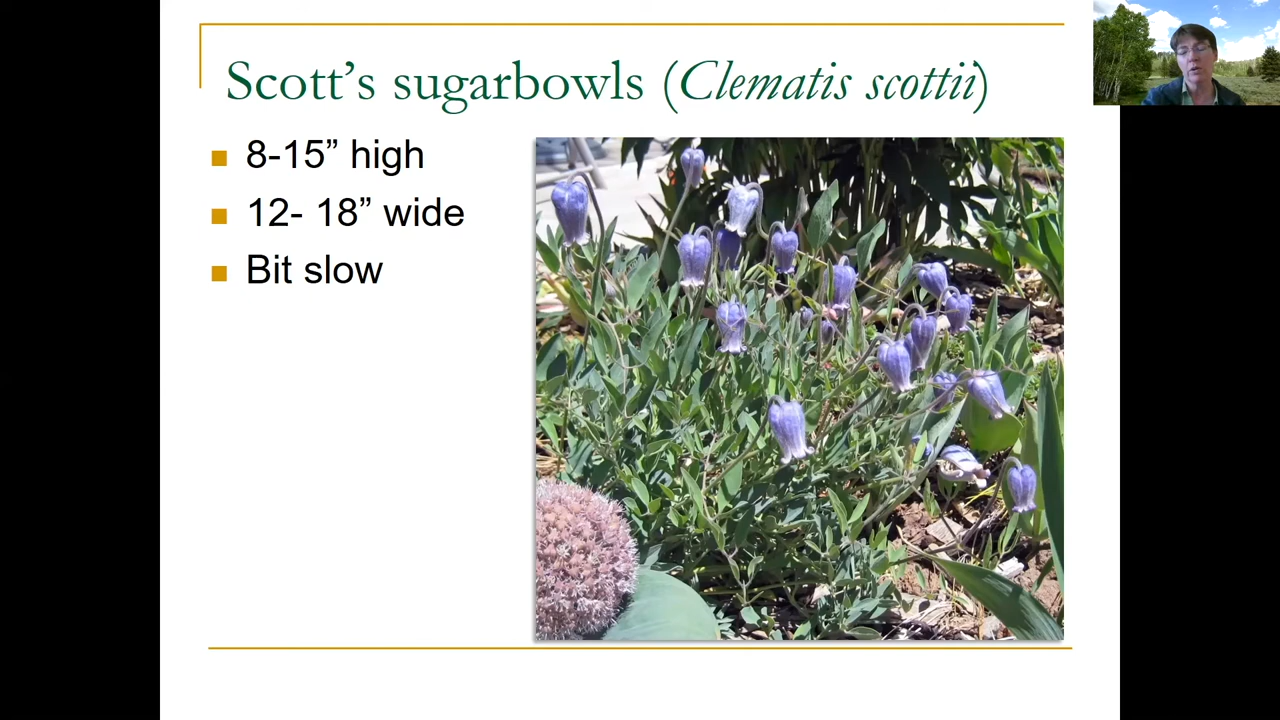 Scott’s sugarbowls (Clematis scottii)
8-15” high
12- 18” wide
Bit slow